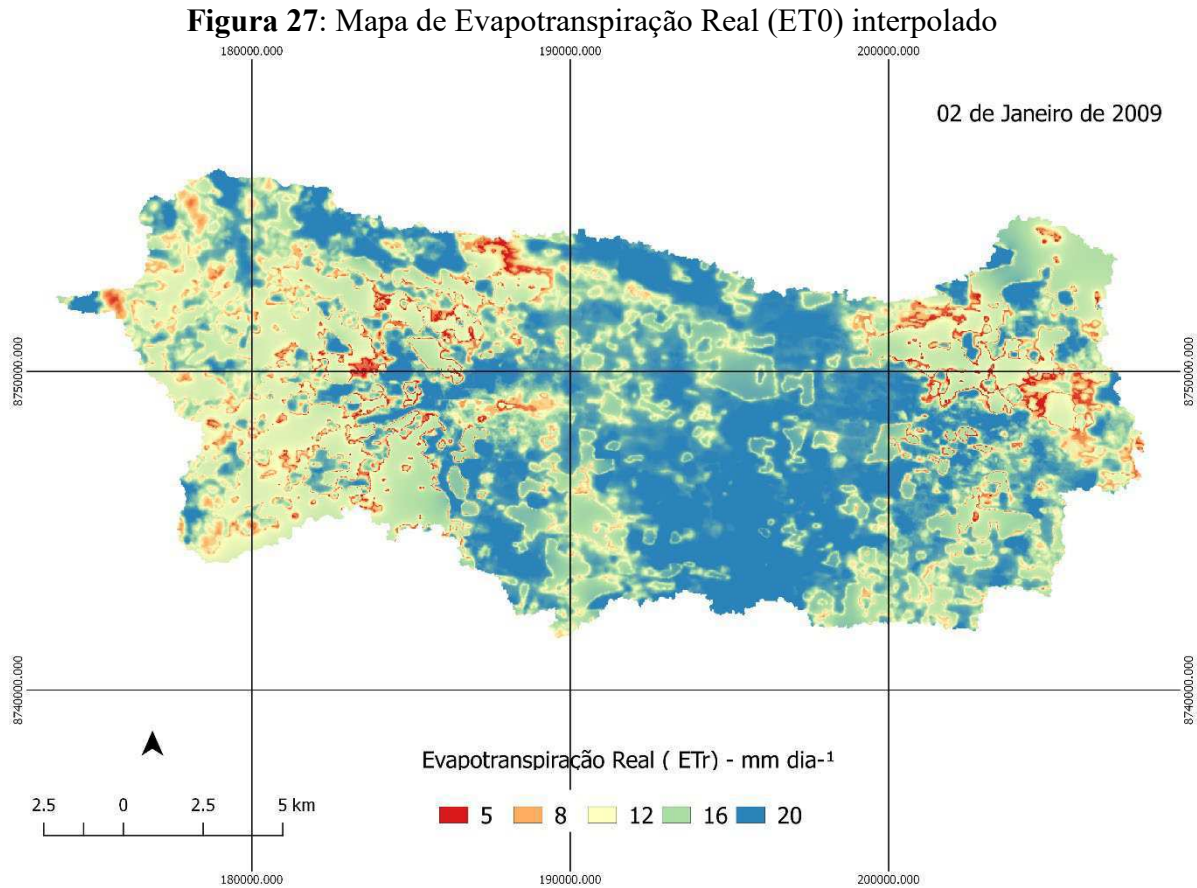 Figura 27: Mapa de Evapotranspiração Real (ET0) interpolado
180000.000 190000.000 200000.000
02 de Janeiro de 2009
8750000.000 8750000.000
8740000.000 8740000.000
Evapotranspiração Real ( ETr) - mm dia-¹
2.5 0 2.5 5 km
5 8 12 16 20
180000.000 190000.000 200000.000